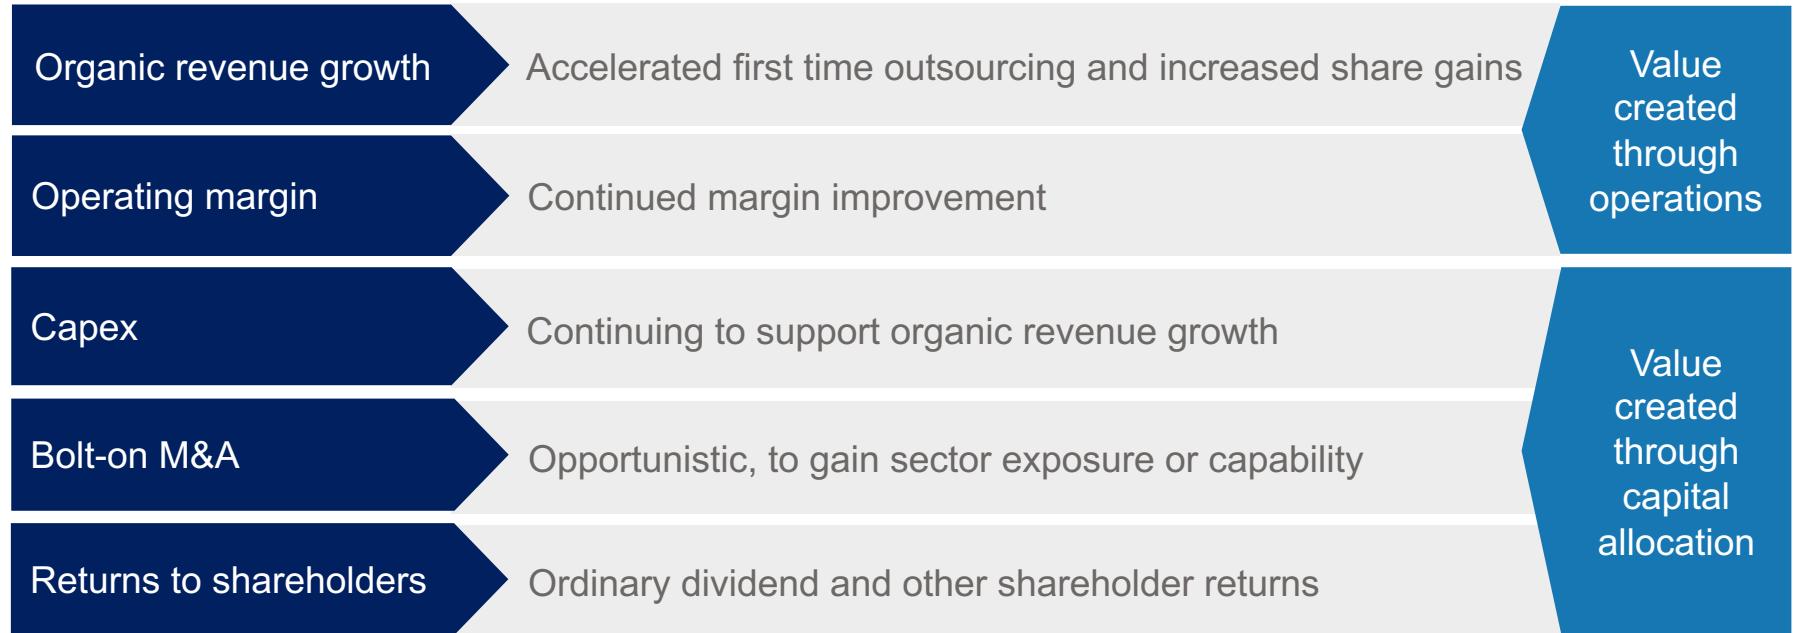 Organic revenue growth
Accelerated first time outsourcing and increased share gains
Operating margin
Continued margin improvement
Value
created
through
operations
Capex
Continuing to support organic revenue growth
Bolt-on M&A
Opportunistic, to gain sector exposure or capability
Returns to shareholders
Ordinary dividend and other shareholder returns
Value
created
through
capital
allocation